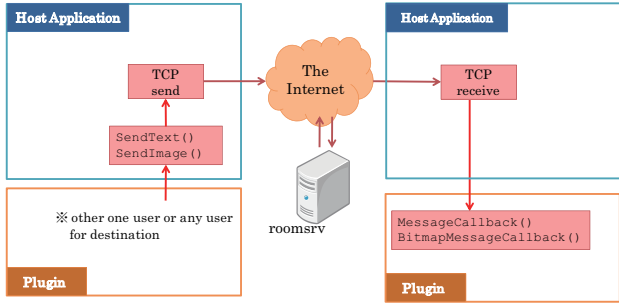 Host Application
TCP
send
SendText()
SendImage()
※ other one user or any user
for destination
Plugin
The
Internet
roomsrv
Host Application
TCP
receive
MessageCallback()
BitmapMessageCallback()
Plugin